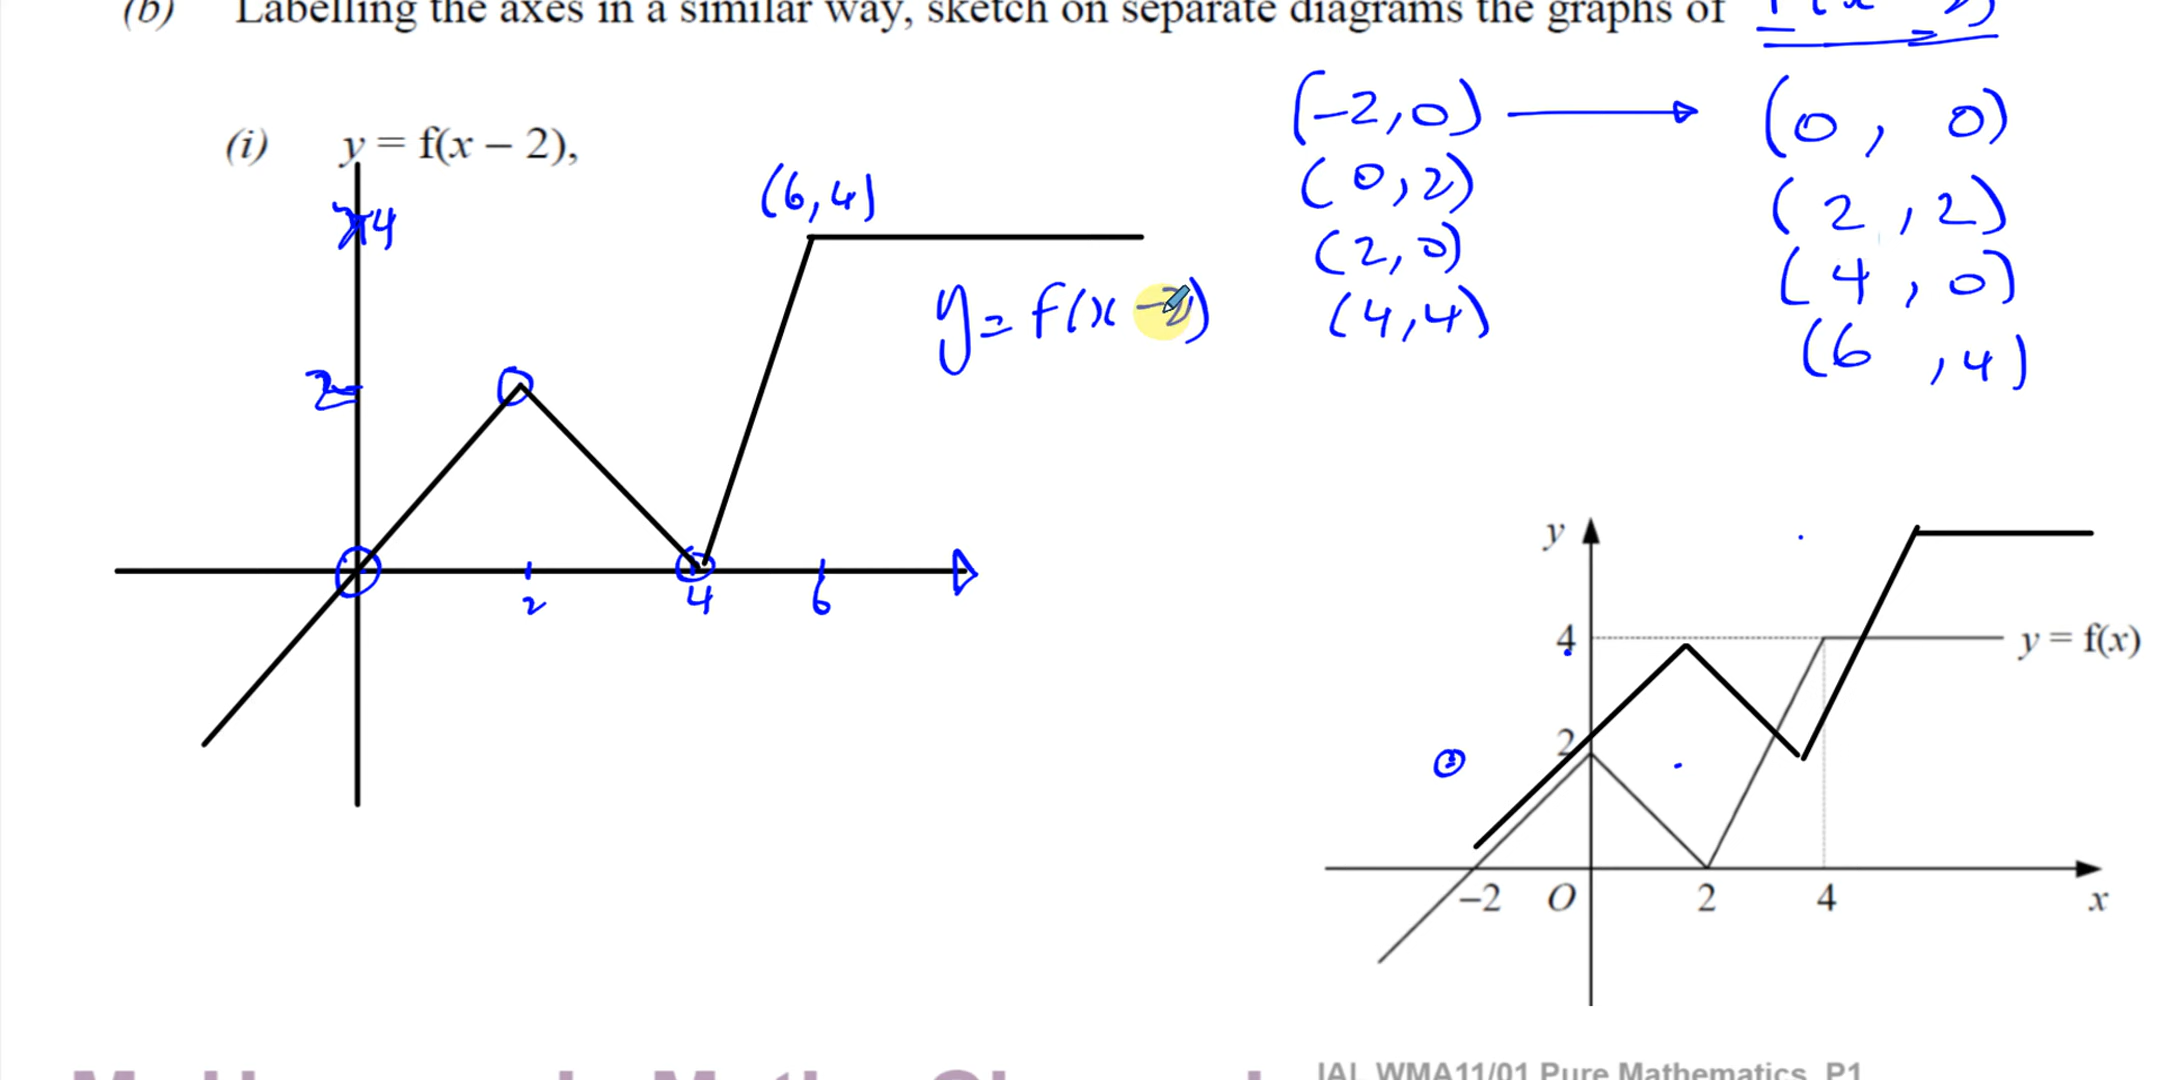 (b) Labelling the axes in a similar way, sketch on separate diagrams the graphs of
(i) y = f(x – 2),
(-2,0) → (0, 0)
(0,2) (2,2)
(2,0) (4,0)
(4,4) (6,4)
(6,4)
4
y = f(x-2)
2
2 4 6
y
4
y = f(x)
2
–2 O 2 4 x
IAL WMA11/01 Pure Mathematics P1